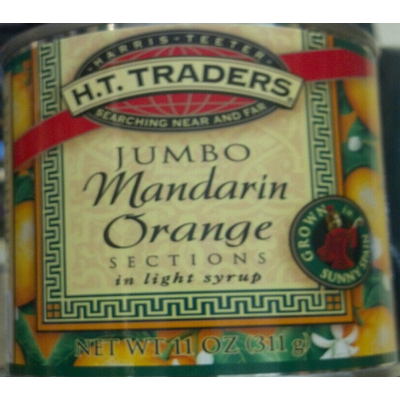 HARRIS·TEETER
H.T. TRADERS
SEARCHING NEAR AND FAR
JUMBO
Mandarin
Orange
SECTIONS
in light syrup
GROWN
in
SUNNY
NET WT 11 OZ (311 g)